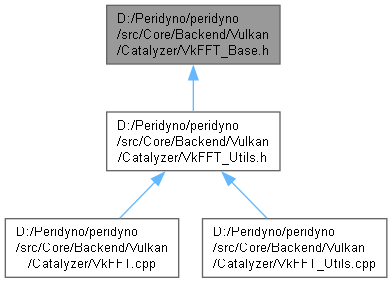 D:/Peridyno/peridyno
/src/Core/Backend/Vulkan
/Catalyzer/VkFFT_Base.h
D:/Peridyno/peridyno
/src/Core/Backend/Vulkan
/Catalyzer/VkFFT_Utils.h
D:/Peridyno/peridyno
/src/Core/Backend/Vulkan
/Catalyzer/VkFFT.cpp
D:/Peridyno/peridyno
/src/Core/Backend/Vulkan
/Catalyzer/VkFFT_Utils.cpp